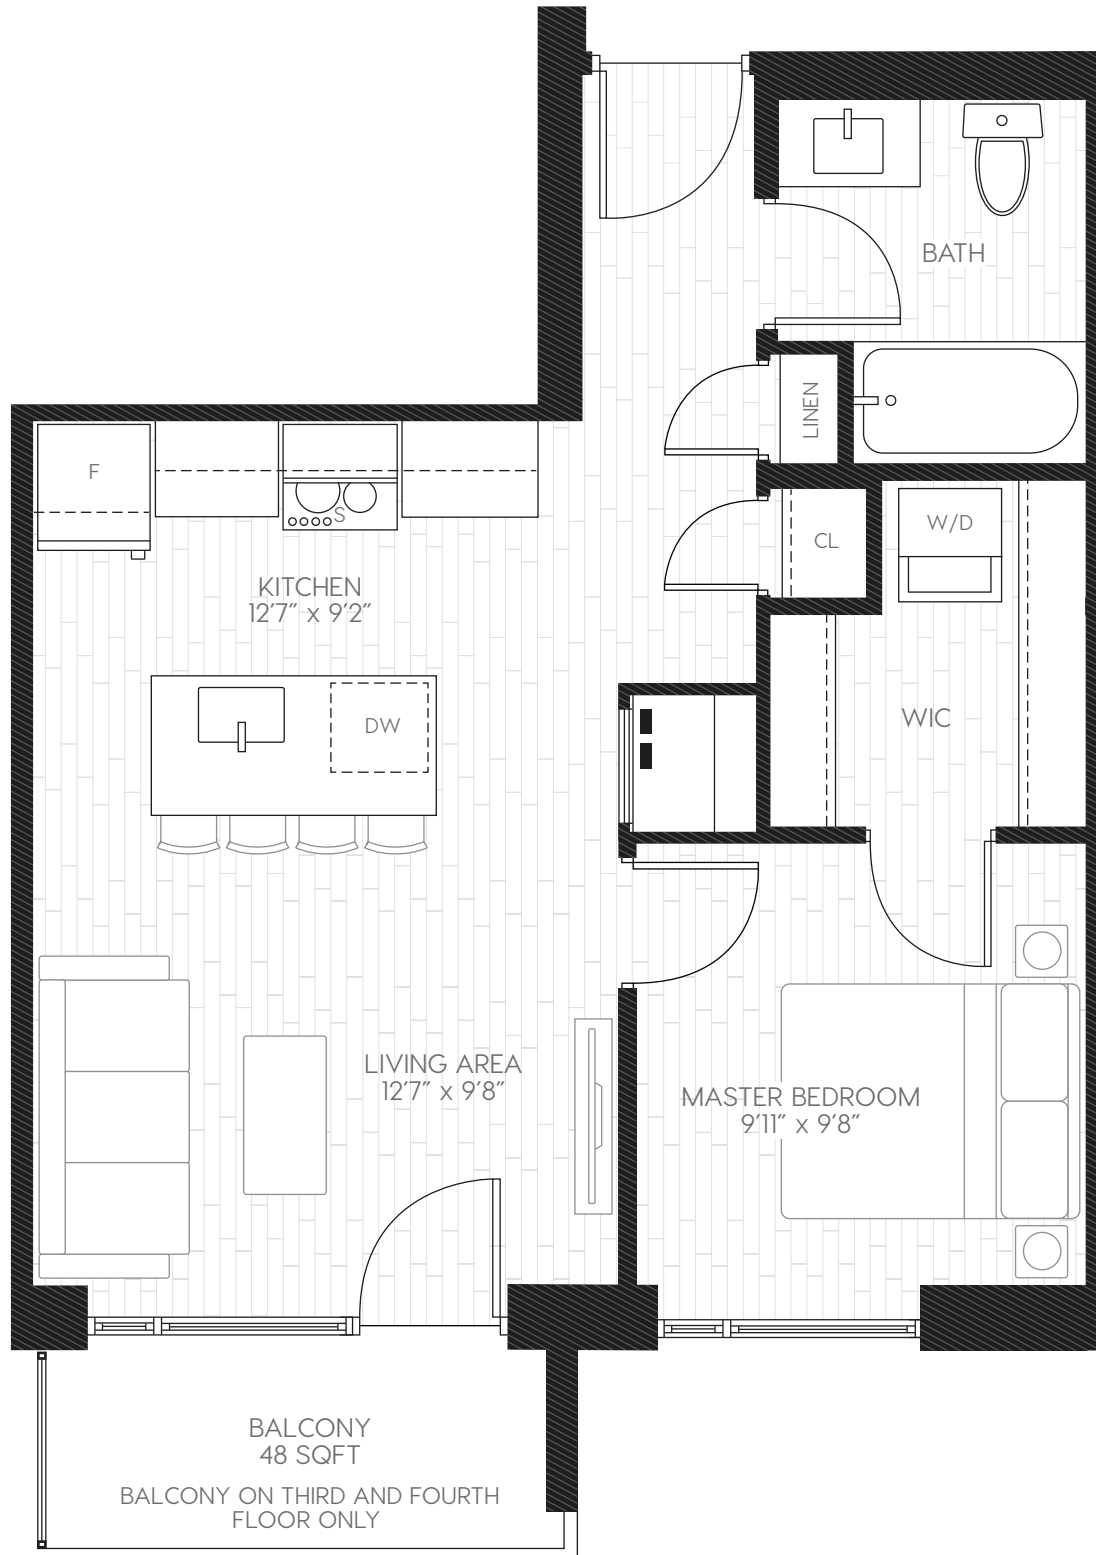 BATH
LINEN
F
S
CL
W/D
KITCHEN
12'7" x 9'2"
DW
WIC
LIVING AREA
12'7" x 9'8"
MASTER BEDROOM
9'11" x 9'8"
BALCONY
48 SQFT
BALCONY ON THIRD AND FOURTH
FLOOR ONLY